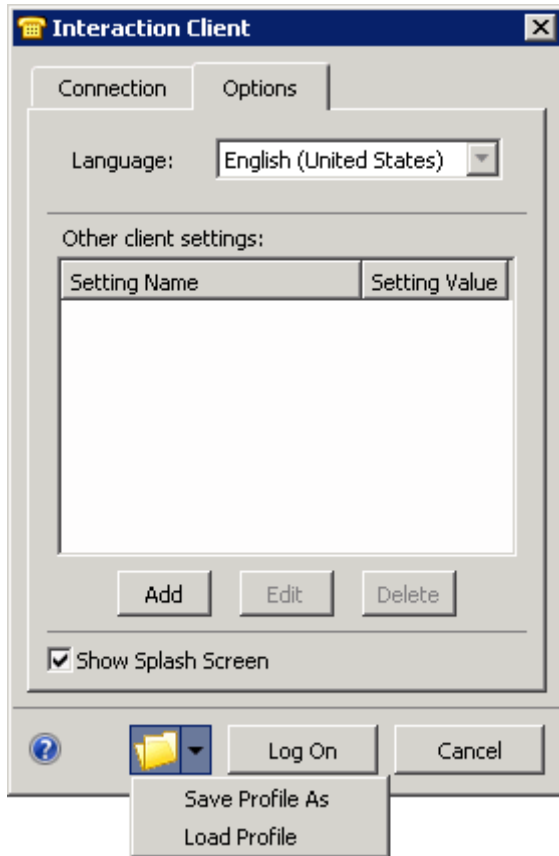 Interaction Client
Connection Options
Language: English (United States)
Other client settings:
Setting Name Setting Value
Add Edit Delete
Show Splash Screen
Log On Cancel
Save Profile As
Load Profile